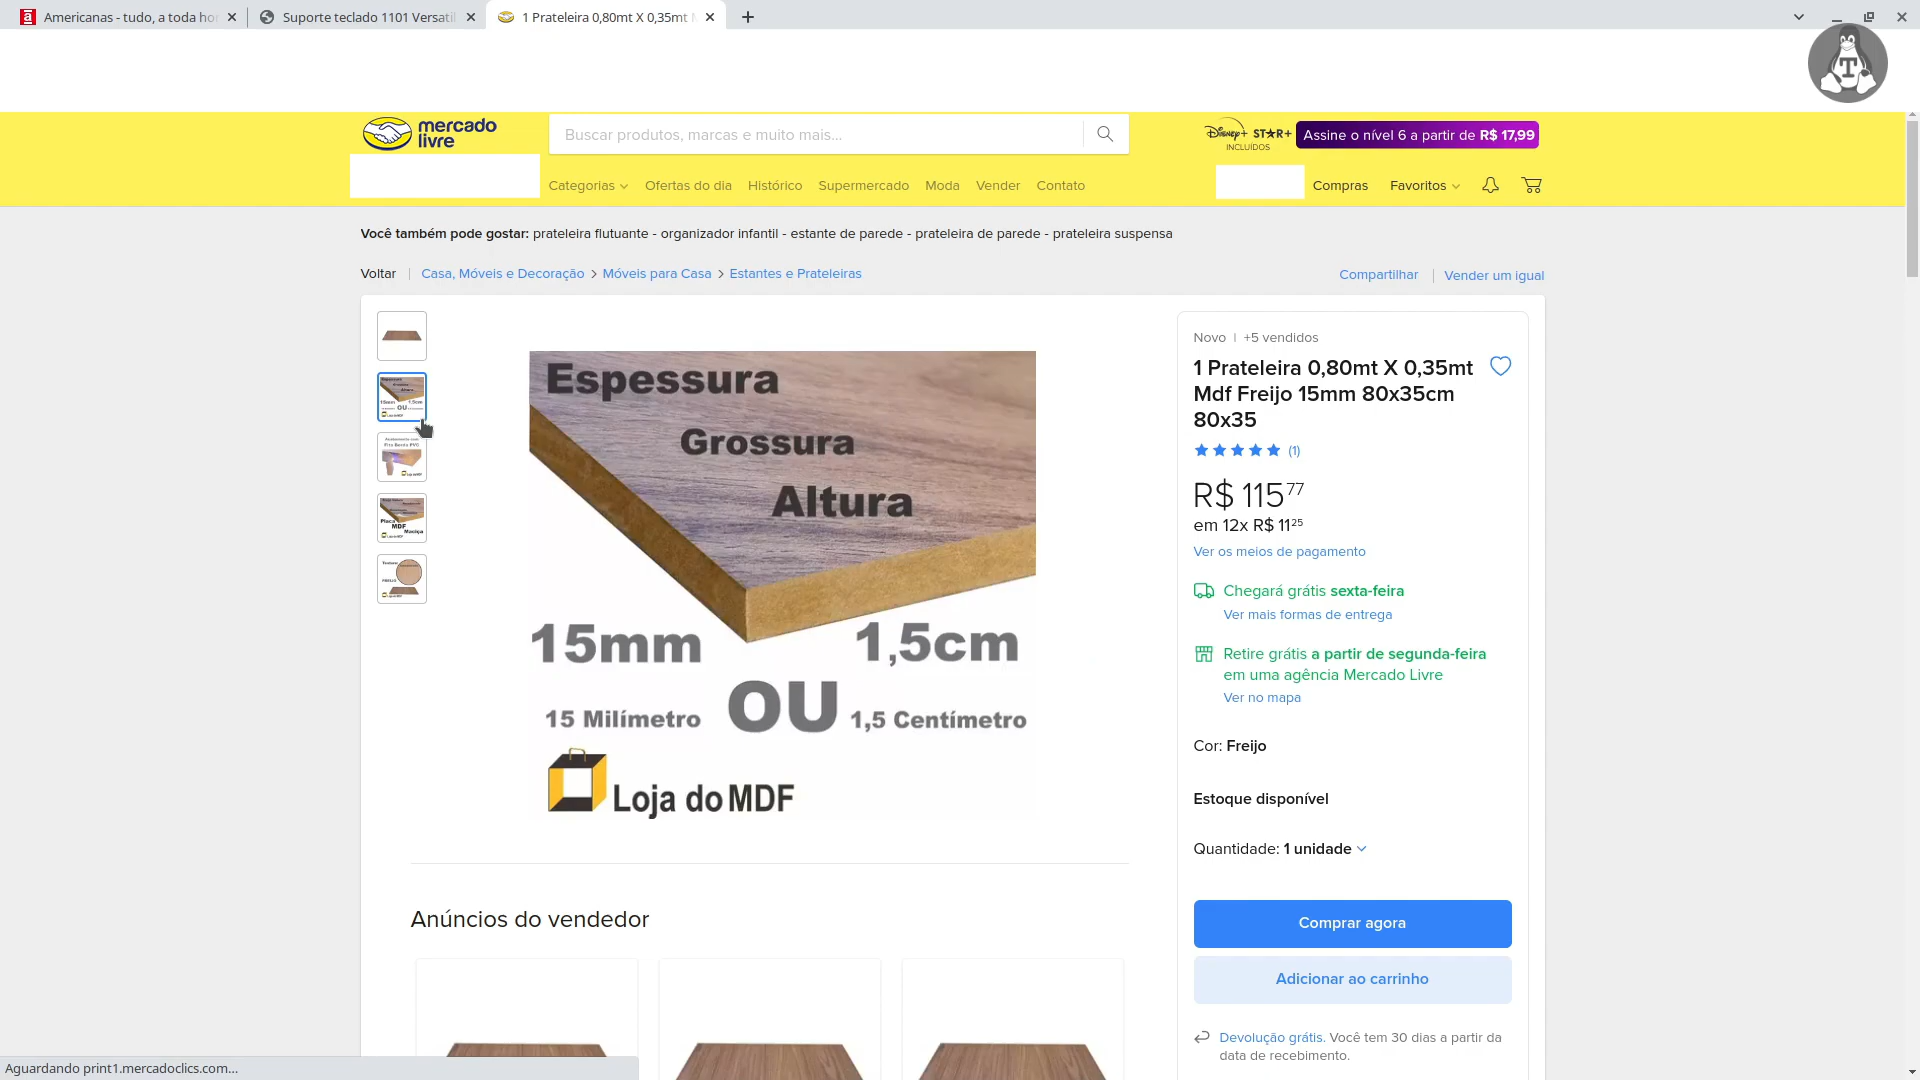 Americanas - tudo, a toda hor
Suporte teclado 1101 Versatil
1 Prateleira 0,80mt X 0,35mt M
mercado
livre
Buscar produtos, marcas e muito mais...
Disney+ STAR+
INCLUÍDOS
Assine o nível 6 a partir de R$ 17,99
Categorias
Ofertas do dia
Histórico
Supermercado
Moda
Vender
Contato
Compras
Favoritos
Você também pode gostar: prateleira flutuante - organizador infantil - estante de parede - prateleira de parede - prateleira suspensa
Voltar
Casa, Móveis e Decoração > Móveis para Casa > Estantes e Prateleiras
Compartilhar
Vender um igual
Espessura
Grossura
Altura
15mm
1,5cm
OU
15 Milímetro
1,5 Centímetro
Loja do MDF
Novo | +5 vendidos
1 Prateleira 0,80mt X 0,35mt
Mdf Freijo 15mm 80x35cm
80x35
(1)
R$ 115 77
em 12x R$ 11 25
Ver os meios de pagamento
Chegará grátis sexta-feira
Ver mais formas de entrega
Retire grátis a partir de segunda-feira
em uma agência Mercado Livre
Ver no mapa
Cor: Freijo
Estoque disponível
Quantidade: 1 unidade
Comprar agora
Adicionar ao carrinho
Devolução grátis. Você tem 30 dias a partir da
data de recebimento.
Anúncios do vendedor
Aguardando print1.mercadoclics.com...